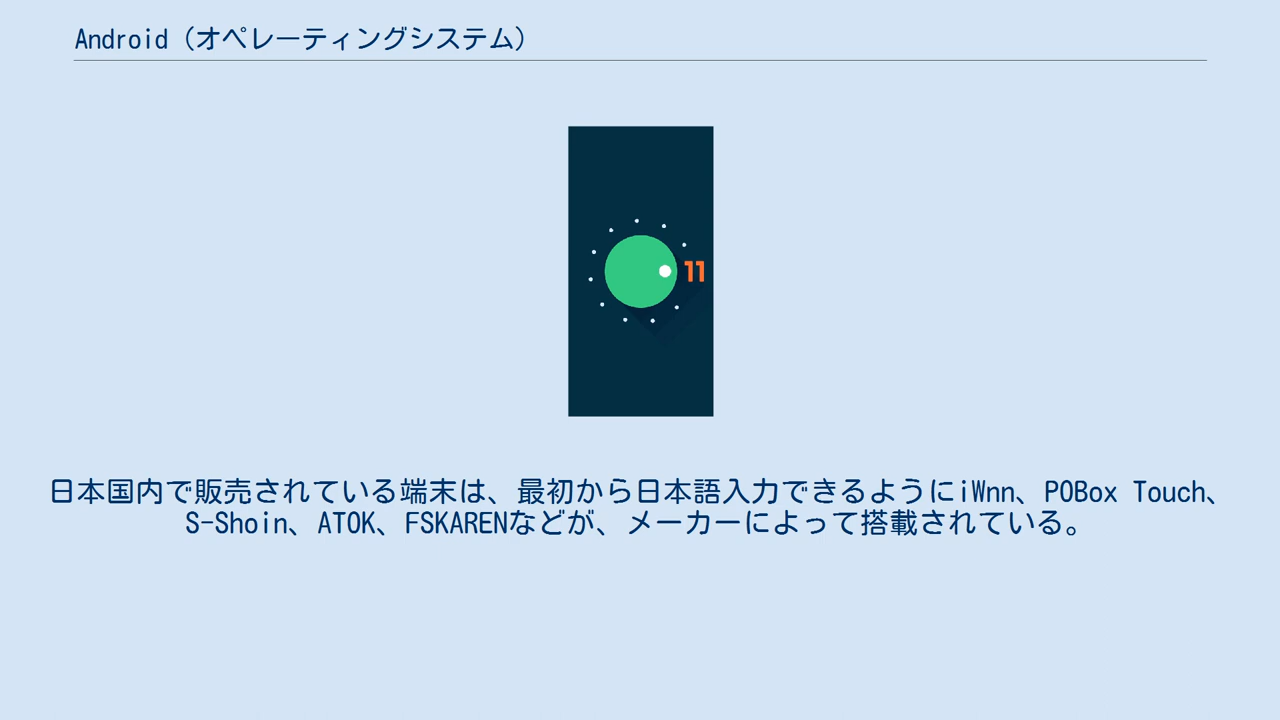 Android（オペレーティングシステム）
11
日本国内で販売されている端末は、最初から日本語入力できるようにiWnn、POBox Touch、
S-Shoin、ATOK、FSKARENなどが、メーカーによって搭載されている。